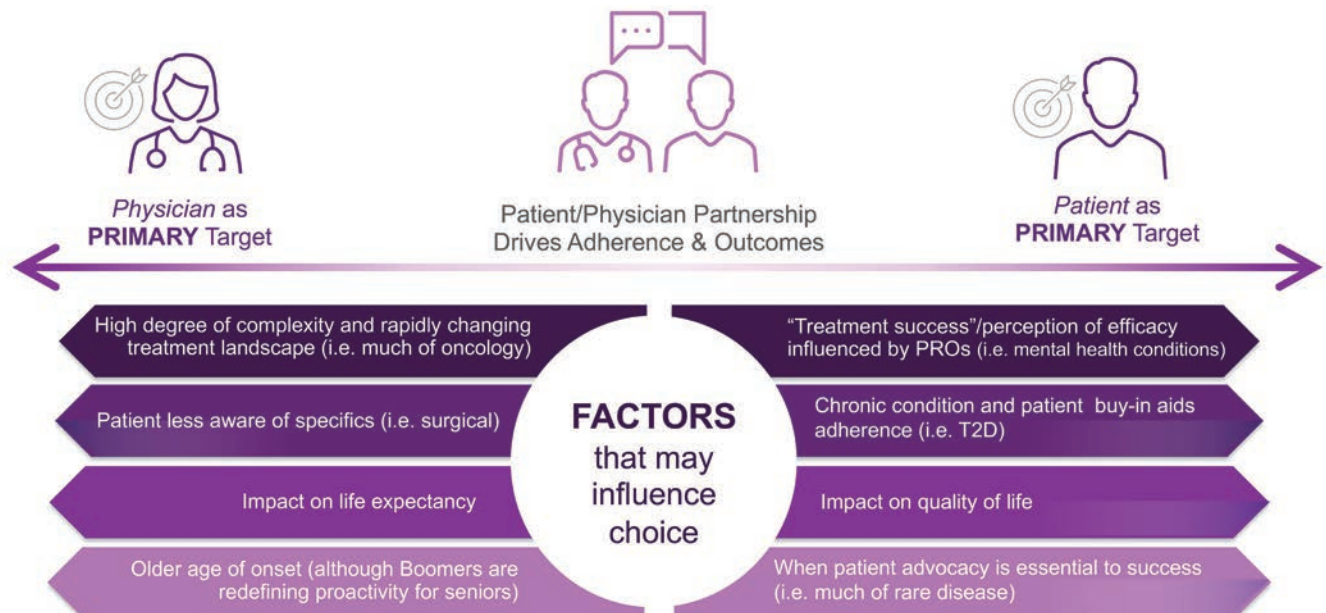 Physician as
PRIMARY Target
Patient/Physician Partnership
Drives Adherence & Outcomes
Patient as
PRIMARY Target
High degree of complexity and rapidly changing
treatment landscape (i.e. much of oncology)
Patient less aware of specifics (i.e. surgical)
Impact on life expectancy
Older age of onset (although Boomers are
redefining proactivity for seniors)
FACTORS
that may
influence
choice
"Treatment success"/perception of efficacy
influenced by PROs (i.e. mental health conditions)
Chronic condition and patient buy-in aids
adherence (i.e. T2D)
Impact on quality of life
When patient advocacy is essential to success
(i.e. much of rare disease)